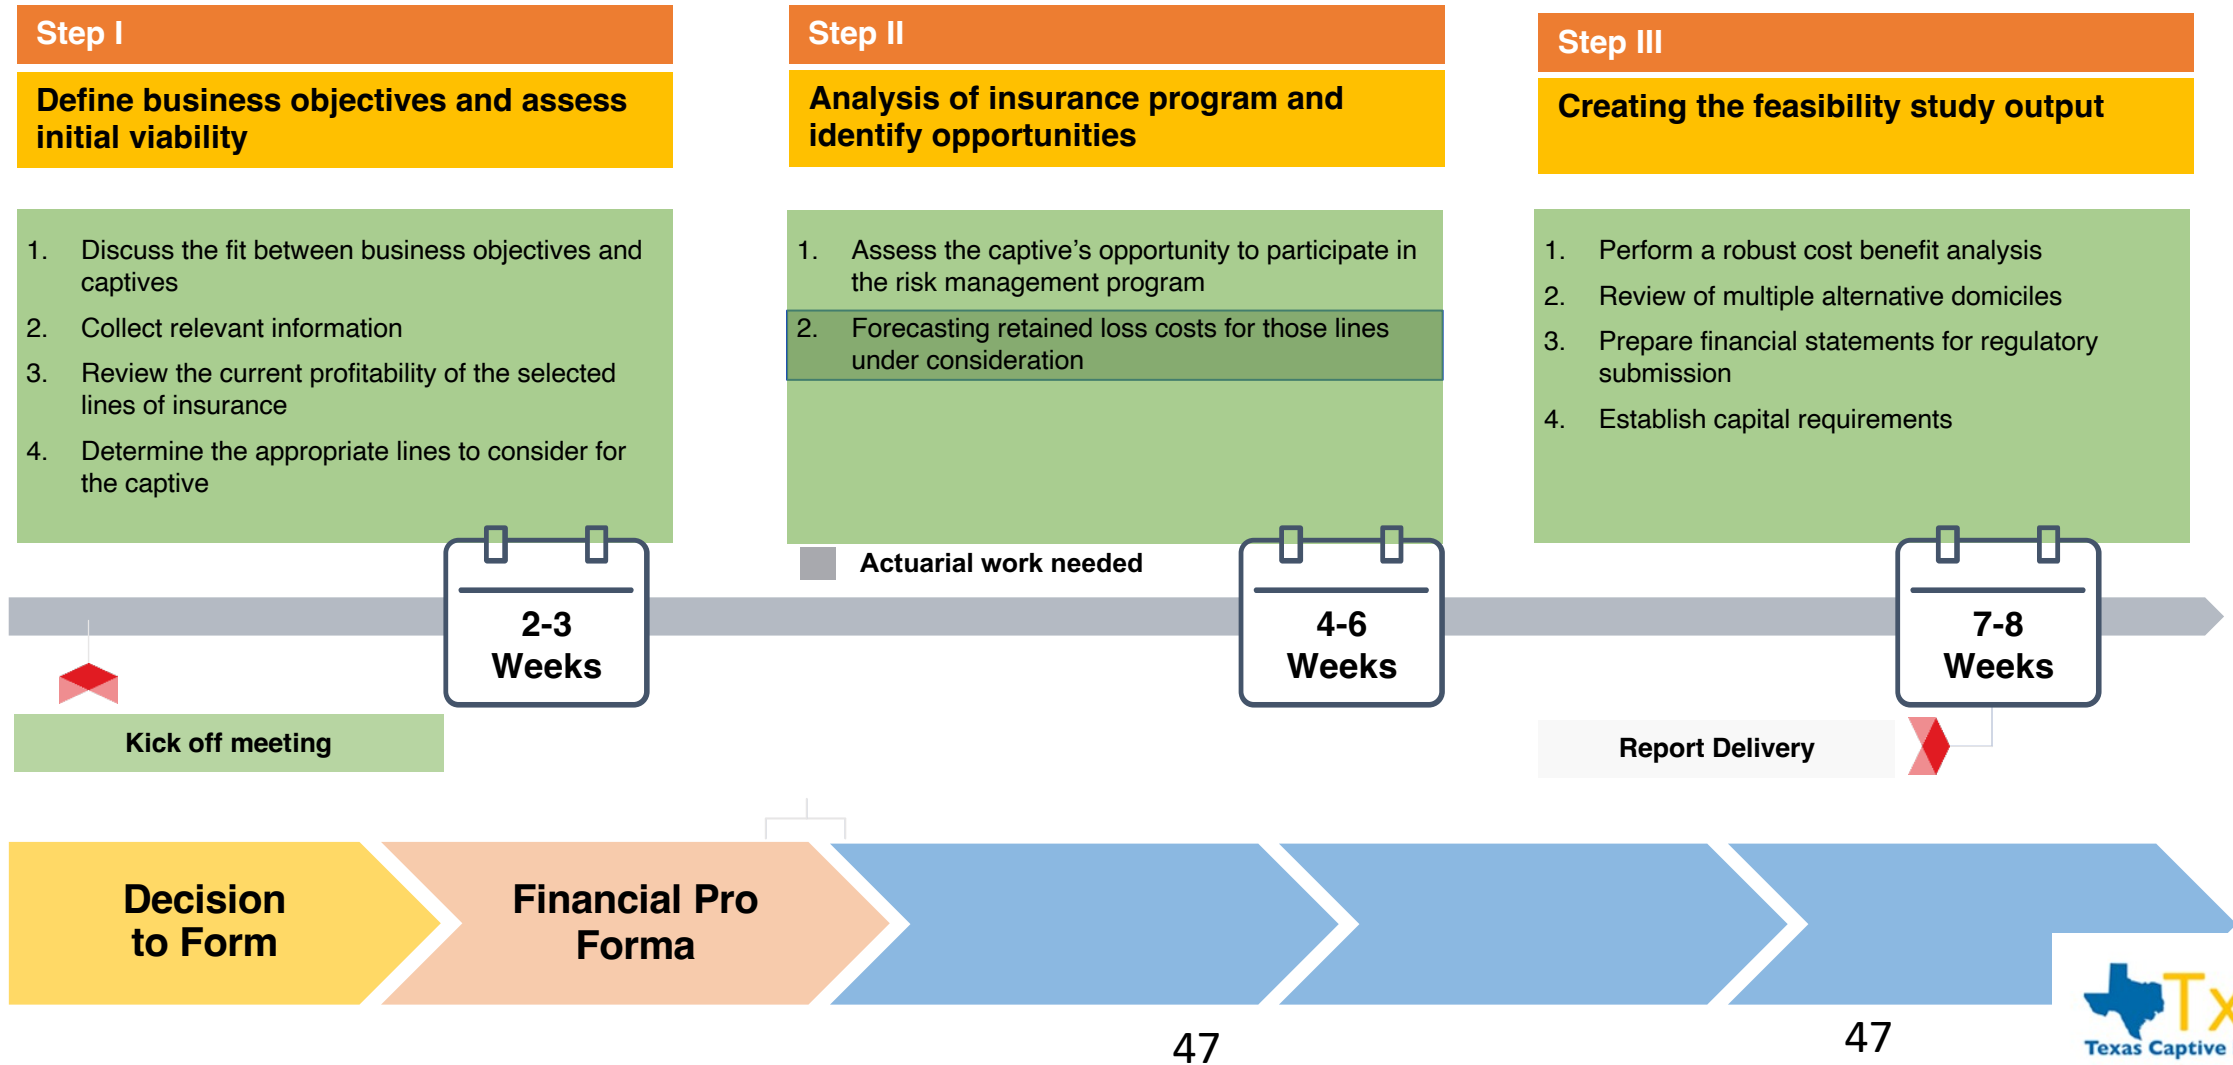 Step I
Define business objectives and assess
initial viability
1. Discuss the fit between business objectives and
captives
2. Collect relevant information
3. Review the current profitability of the selected
lines of insurance
4. Determine the appropriate lines to consider for
the captive
Step II
Analysis of insurance program and
identify opportunities
1. Assess the captive's opportunity to participate in
the risk management program
2. Forecasting retained loss costs for those lines
under consideration
Step III
Creating the feasibility study output
1. Perform a robust cost benefit analysis
2. Review of multiple alternative domiciles
3. Prepare financial statements for regulatory
submission
4. Establish capital requirements
Actuarial work needed
2-3
Weeks
4-6
Weeks
7-8
Weeks
Kick off meeting
Report Delivery
Decision
to Form
Financial Pro
Forma
47
47
Tx
Texas Captive